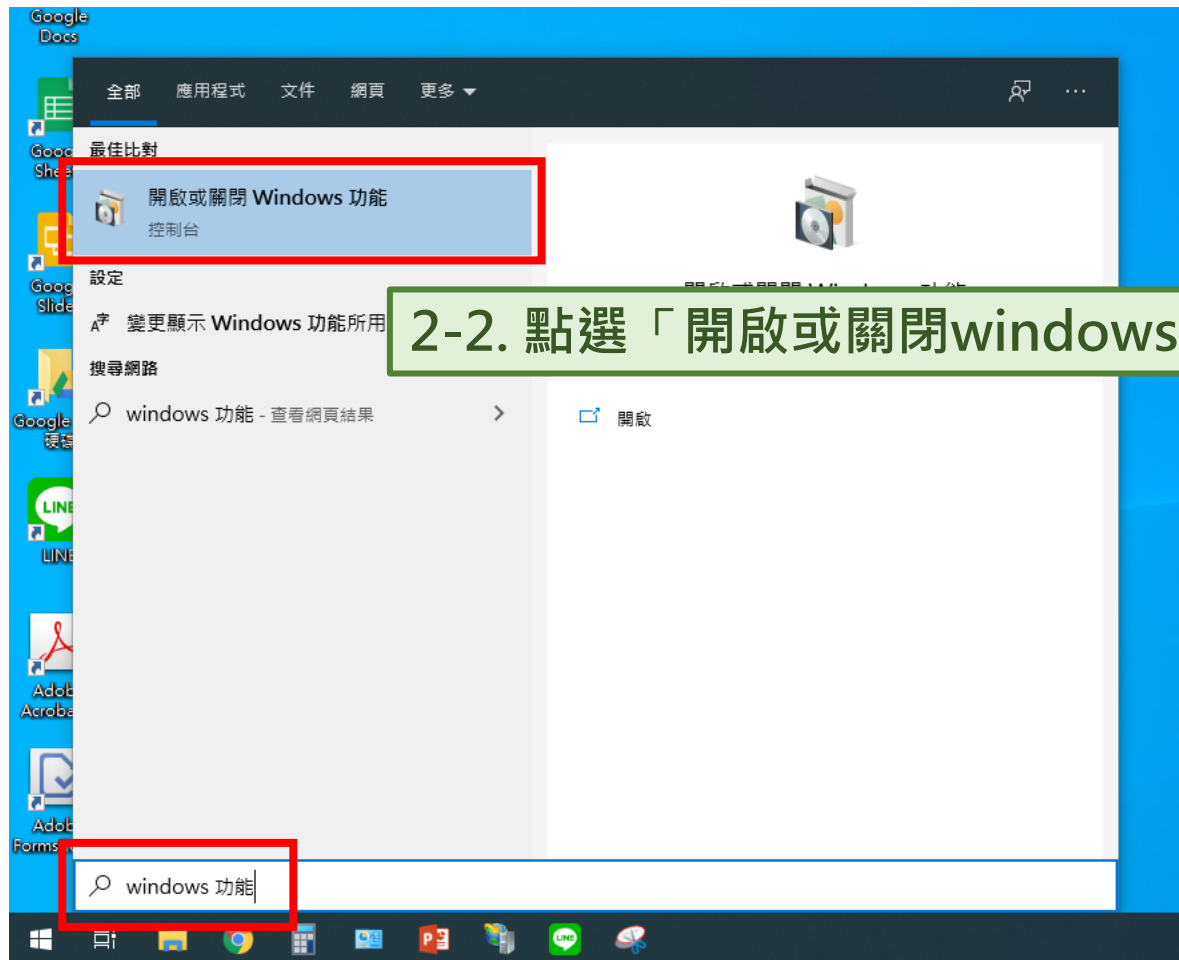 Google
Docs
全部 應用程式 文件 網頁 更多
最佳比對
開啟或關閉 Windows 功能
控制台
設定
變更顯示 Windows 功能所用
2-2. 點選「開啟或關閉windows
搜尋網路
windows 功能 - 查看網頁結果
開啟
Google
LINE
LINE
windows 功能
LINE